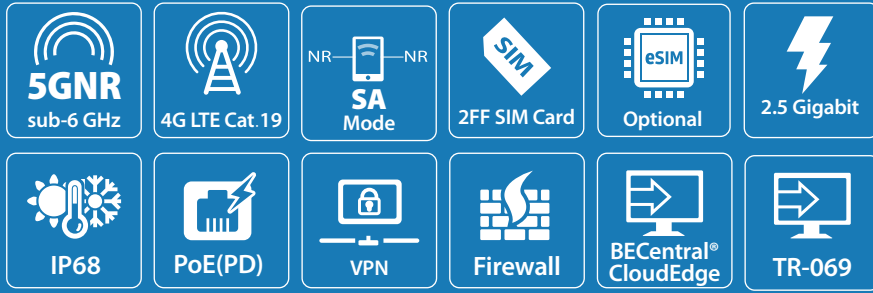 5GNR
sub-6 GHz
4G LTE Cat.19
NR NR
SA
Mode
SIM
2FF SIM Card
eSIM
Optional
2.5 Gigabit
IP68
PoE(PD)
VPN
Firewall
BECentral®
CloudEdge
TR-069